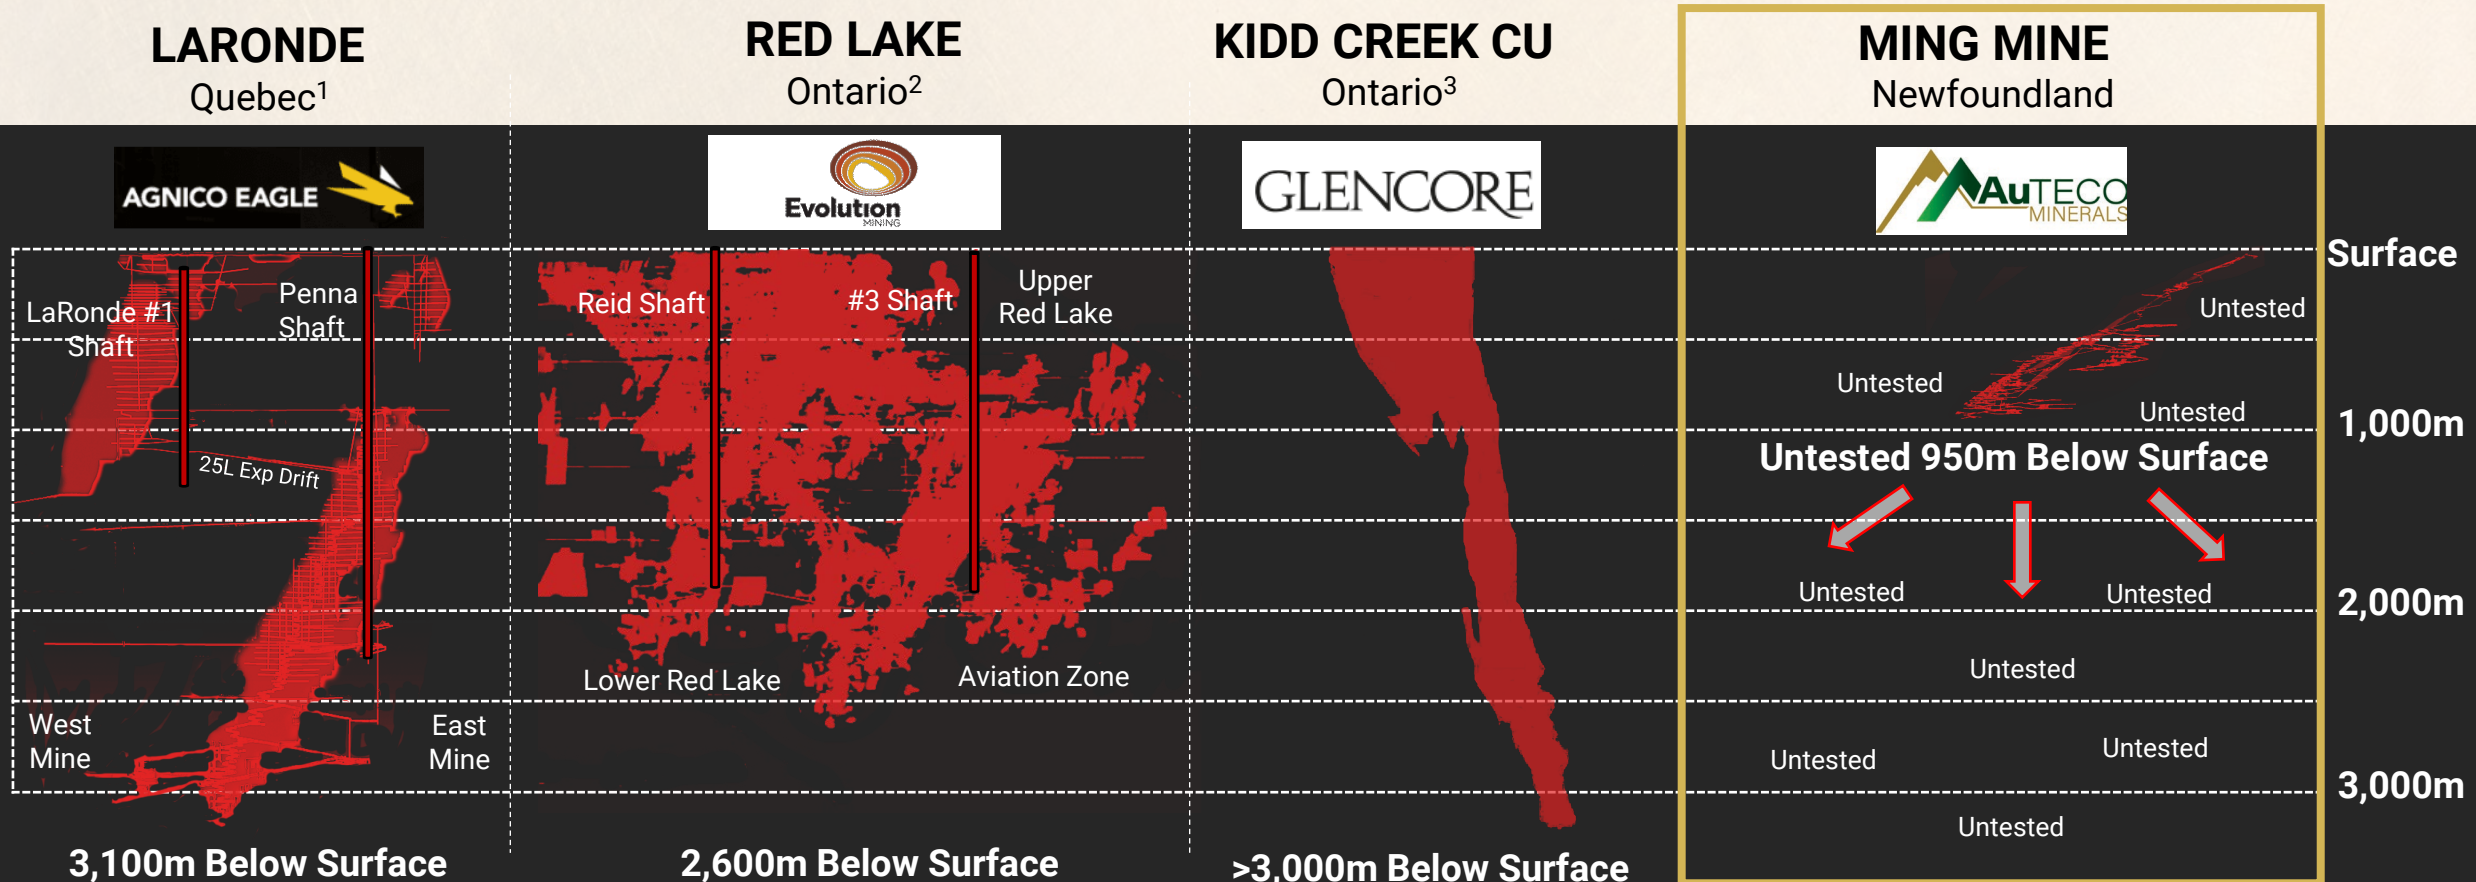 LARONDE
Quebec1
RED LAKE
Ontario2
KIDD CREEK CU
Ontario3
MING MINE
Newfoundland
AGNICO EAGLE
Evolution
MINING
GLENCORE
AuTECO
MINERALS
Surface
1,000m
2,000m
3,000m
LaRonde #1
Shaft
Penna
Shaft
25L Exp Drift
West
Mine
East
Mine
3,100m Below Surface
Reid Shaft
#3 Shaft
Upper
Red Lake
Lower Red Lake
Aviation Zone
2,600m Below Surface
>3,000m Below Surface
Untested
Untested
Untested
Untested 950m Below Surface
Untested
Untested
Untested
Untested
Untested
Untested